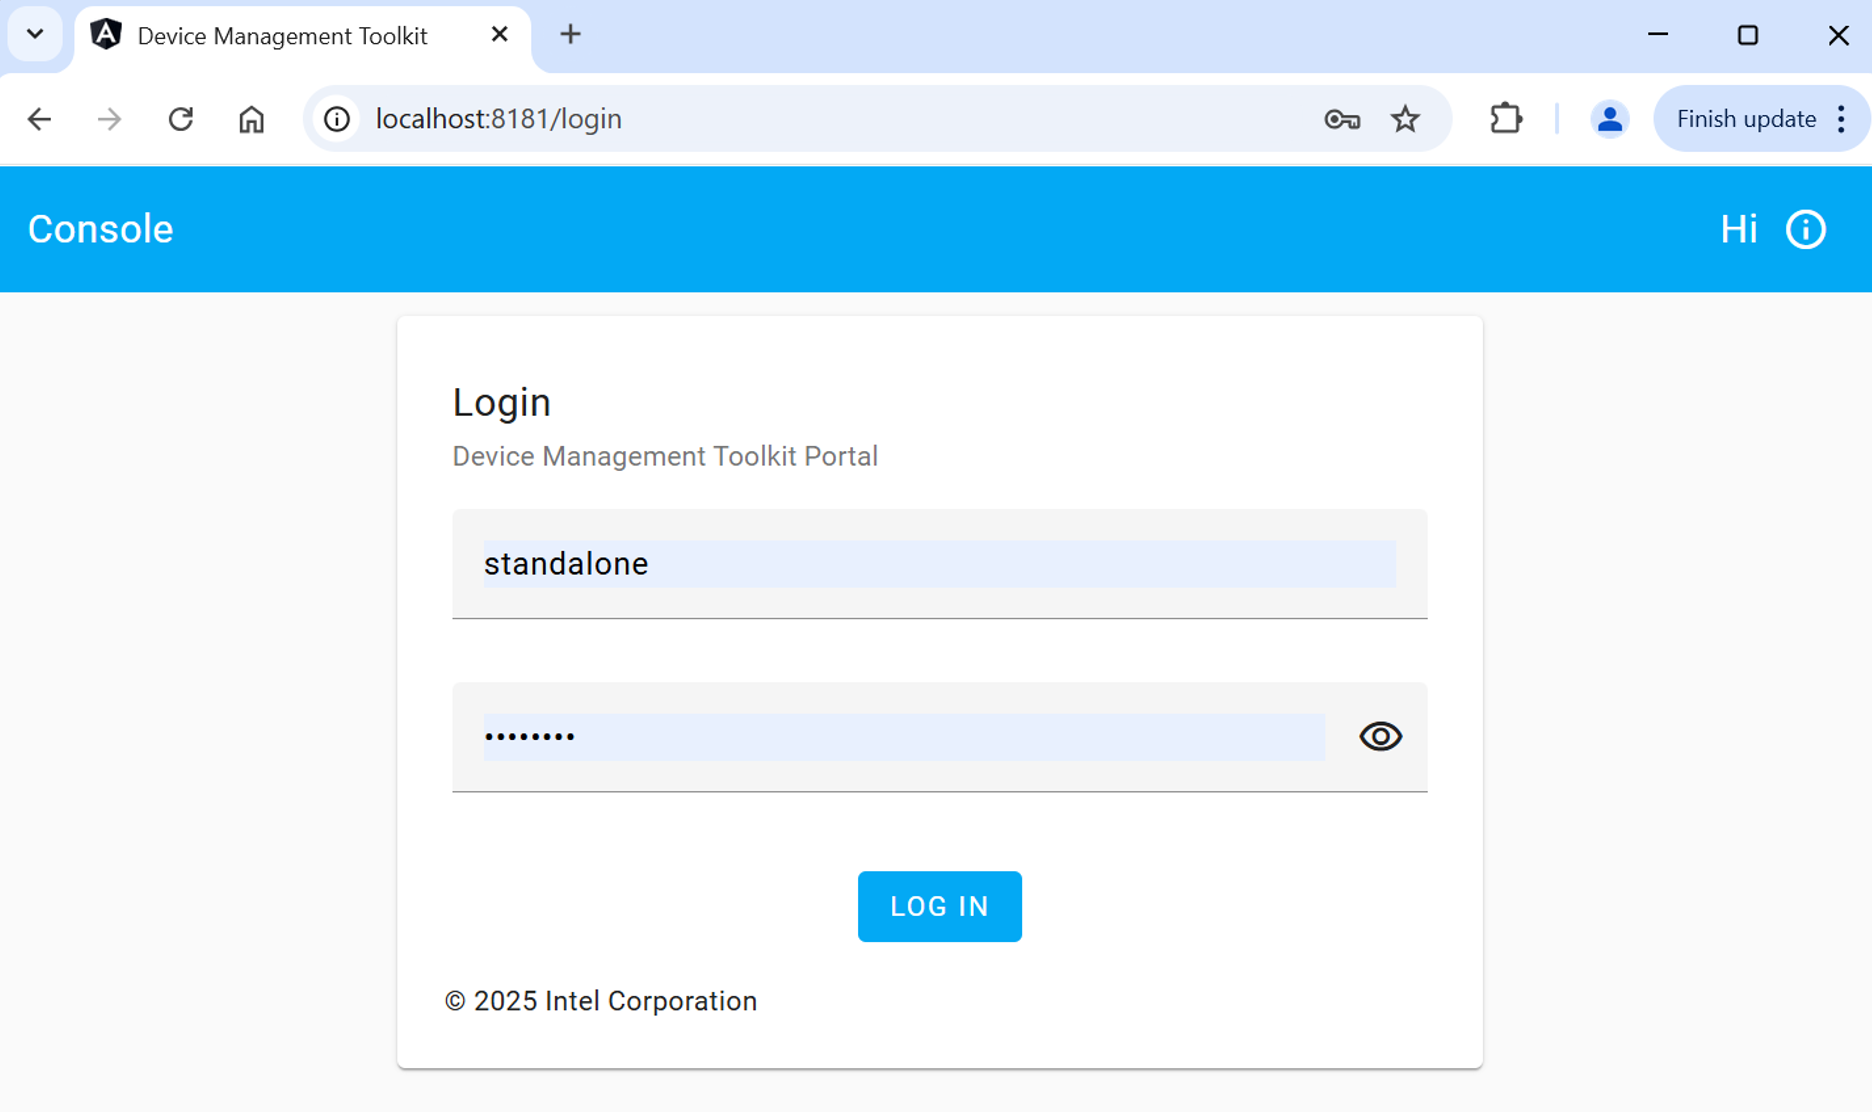 Device Management Toolkit
localhost:8181/login
Finish update
Console
Hi
Login
Device Management Toolkit Portal
standalone
••••••••
LOG IN
© 2025 Intel Corporation